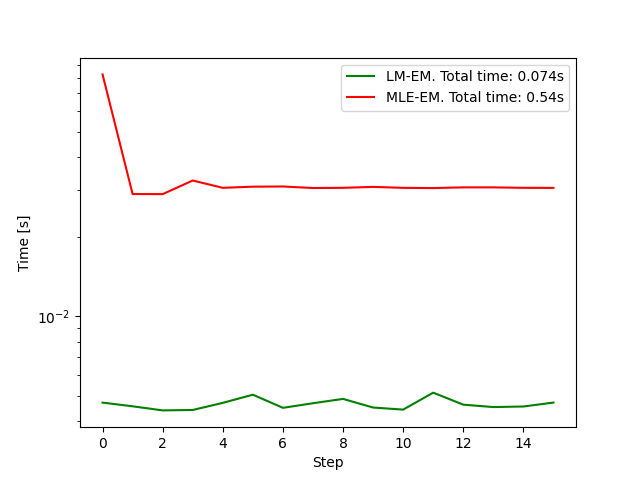 LM-EM. Total time: 0.074s
MLE-EM. Total time: 0.54s
Time [s]
10⁻²
0 2 4 6 8 10 12 14
Step